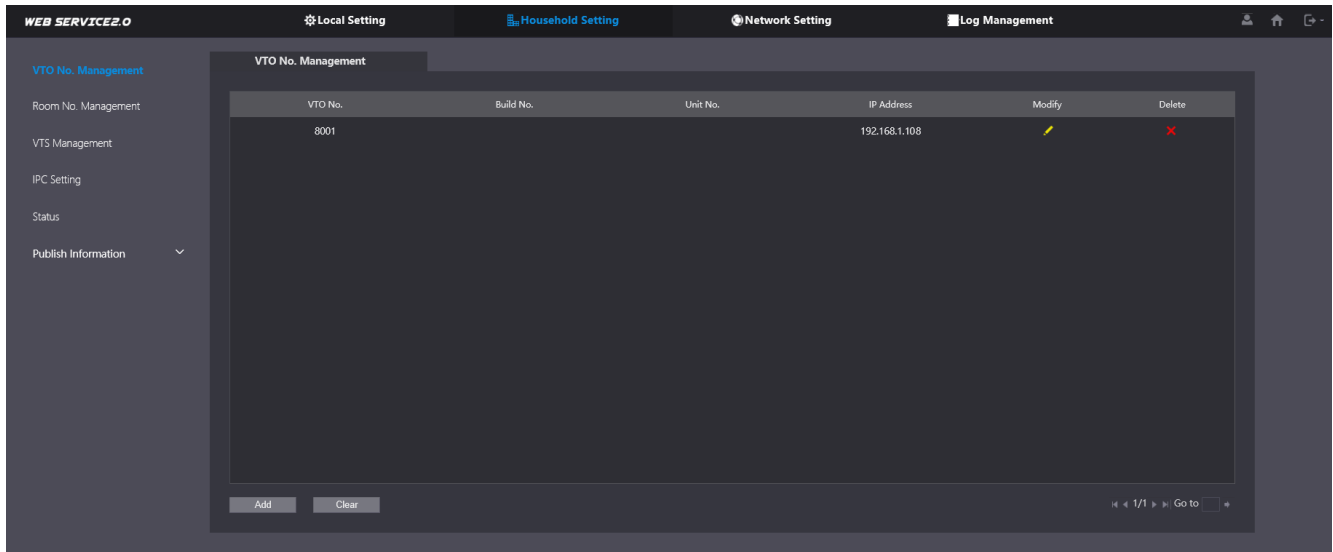 WEB SERVICE2.0 Local Setting Household Setting Network Setting Log Management
VTO No. Management
Room No. Management
VTS Management
IPC Setting
Status
Publish Information
VTO No. Management
VTO No. Build No. Unit No. IP Address Modify Delete
8001 192.168.1.108
Add Clear 1/1 Go to